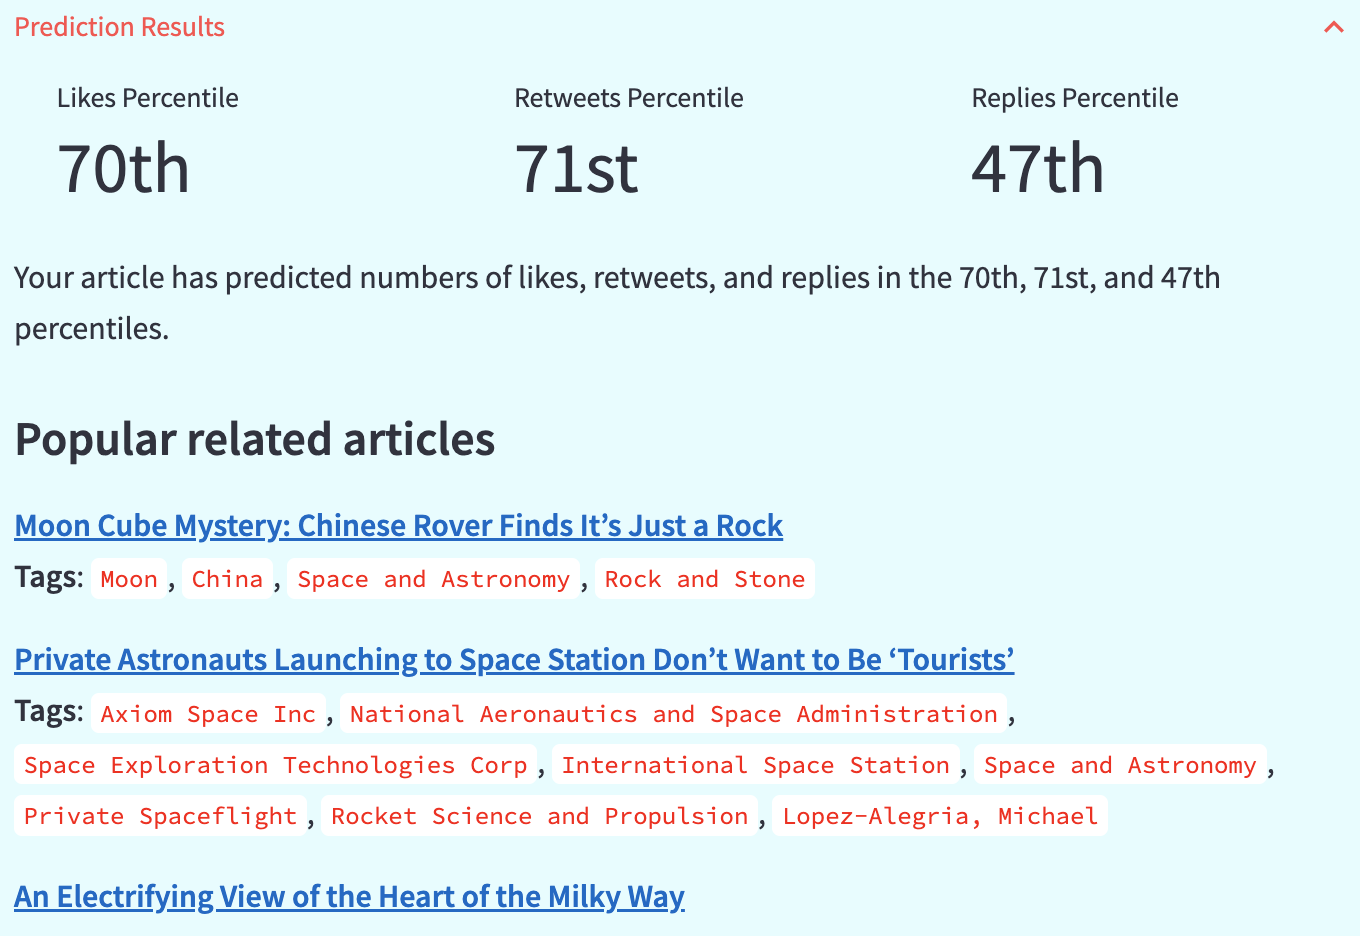 Prediction Results
Likes Percentile
Retweets Percentile
Replies Percentile
70th
71st
47th
Your article has predicted numbers of likes, retweets, and replies in the 70th, 71st, and 47th
percentiles.
Popular related articles
Moon Cube Mystery: Chinese Rover Finds It’s Just a Rock
Tags: Moon, China, Space and Astronomy, Rock and Stone
Private Astronauts Launching to Space Station Don’t Want to Be ‘Tourists’
Tags: Axiom Space Inc, National Aeronautics and Space Administration,
Space Exploration Technologies Corp, International Space Station, Space and Astronomy,
Private Spaceflight, Rocket Science and Propulsion, Lopez-Alegria, Michael
An Electrifying View of the Heart of the Milky Way